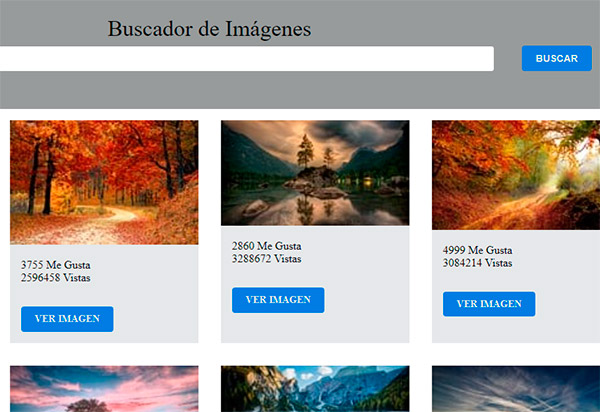 Buscador de Imágenes
BUSCAR
3755 Me Gusta
2596458 Vistas
VER IMAGEN
2860 Me Gusta
3288672 Vistas
VER IMAGEN
4999 Me Gusta
3084214 Vistas
VER IMAGEN